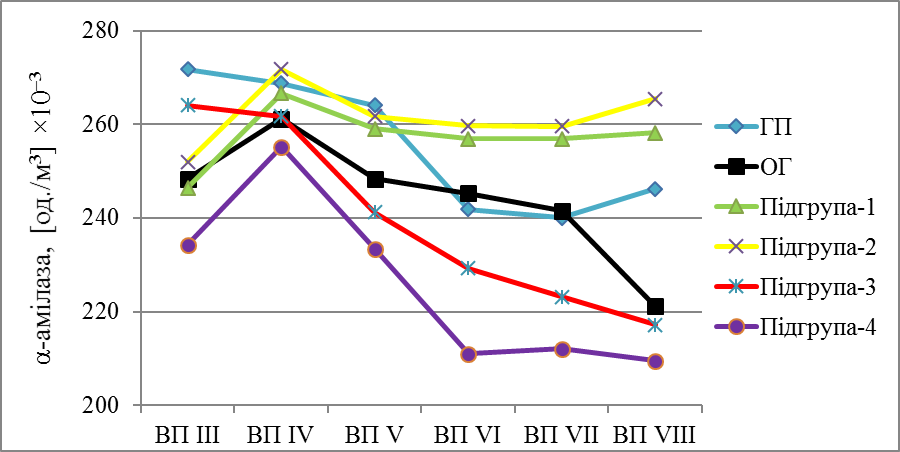 α-амілаза, [од./м³] ×10⁻³
280
260
240
220
200
ВП III
ВП IV
ВП V
ВП VI
ВП VII
ВП VIII
ГП
ОГ
Підгрупа-1
Підгрупа-2
Підгрупа-3
Підгрупа-4